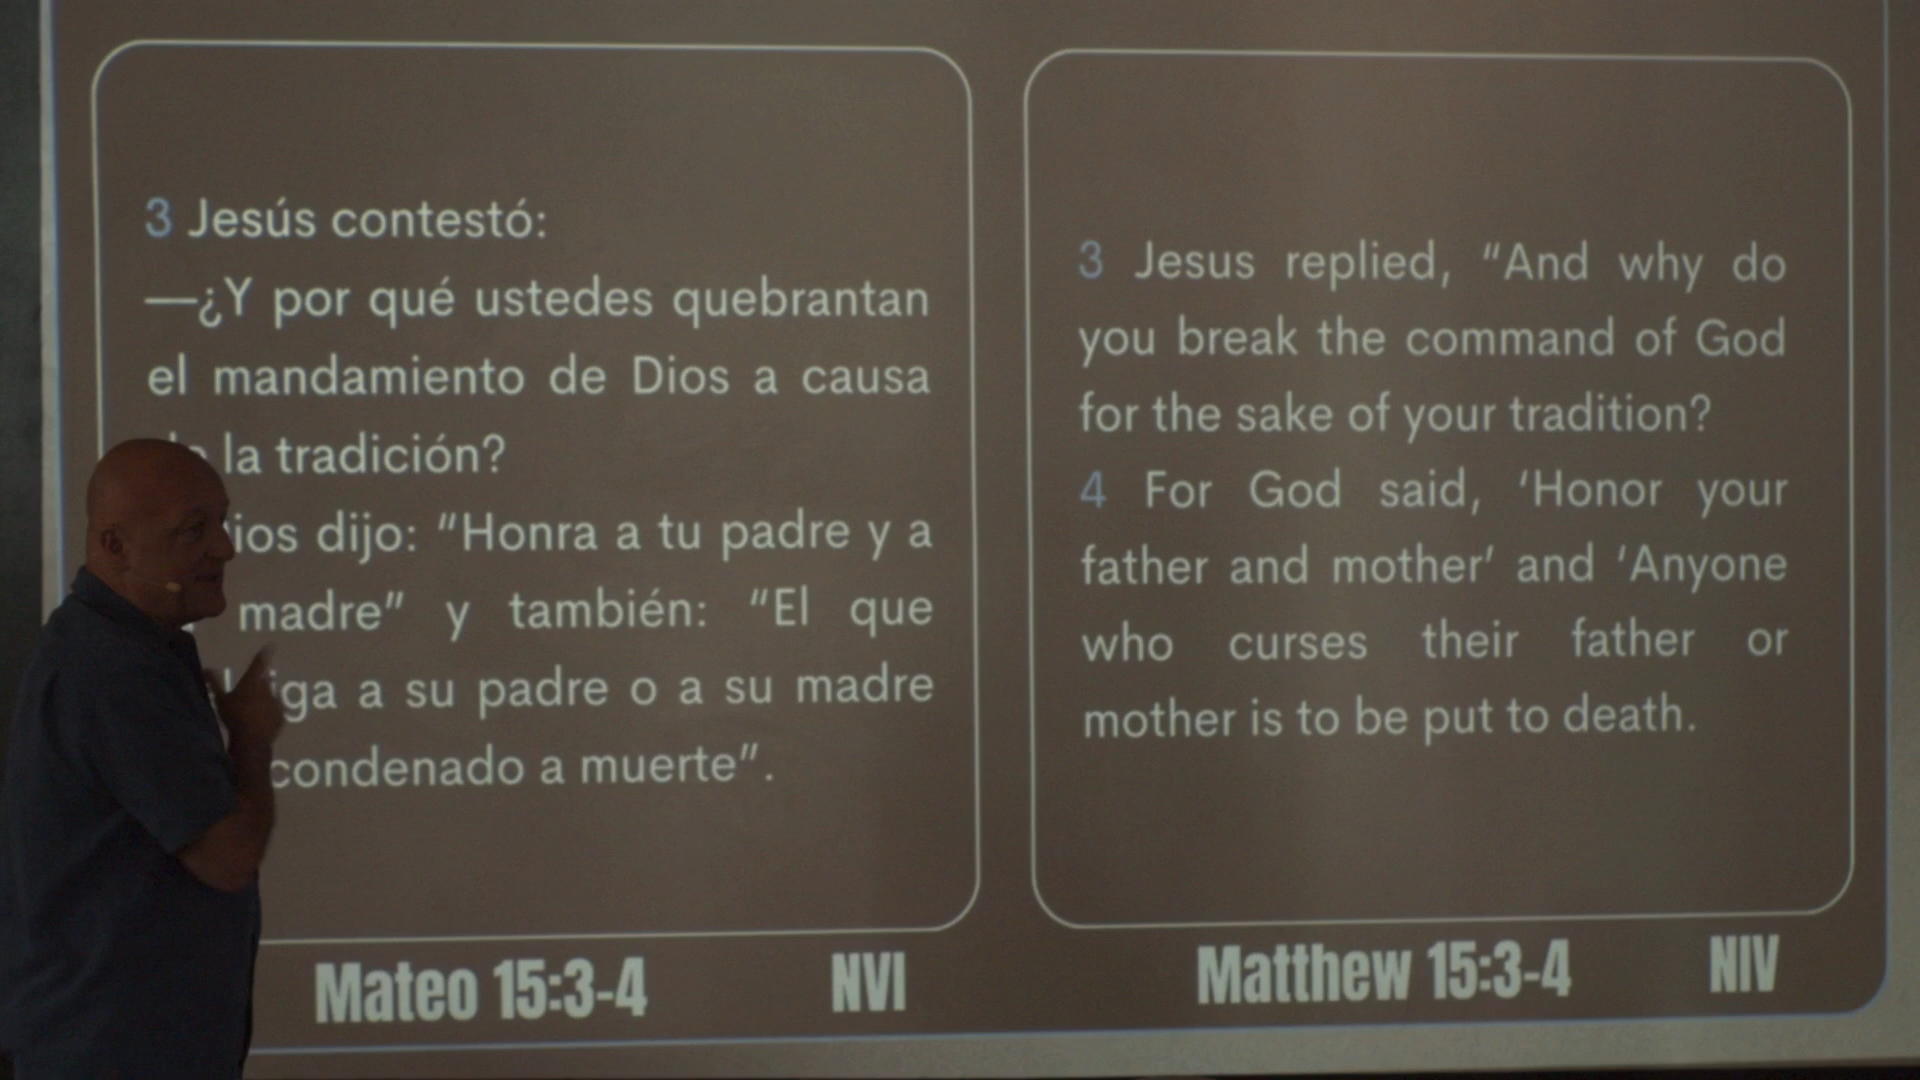 3 Jesús contestó:
—¿Y por qué ustedes quebrantan
el mandamiento de Dios a causa
la tradición?
dijo: “Honra a tu padre y a
madre” y también: “El que
a su padre o a su madre
condenado a muerte”.
Mateo 15:3-4 NVI
3 Jesus replied, “And why do
you break the command of God
for the sake of your tradition?
4 For God said, ‘Honor your
father and mother’ and ‘Anyone
who curses their father or
mother is to be put to death.
Matthew 15:3-4 NIV